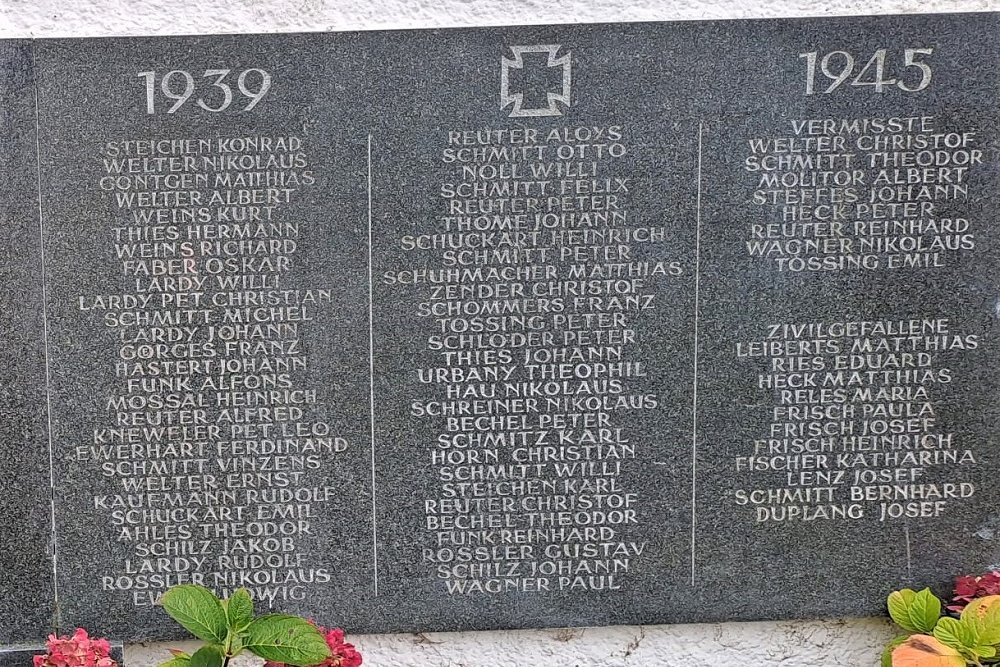 1939
STEICHEN KONRAD
WELTER NIKOLAUS
GÖNTGEN MATTHIAS
WELTER ALBERT
WEINS KURT
THIES HERMANN
WEINS RICHARD
FABER OSKAR
LARDY WILLI
LARDY PET CHRISTIAN
SCHMITT MICHEL
LARDY JOHANN
GÖRGES FRANZ
HASTERT JOHANN
FUNK ALFONS
MOSSAL HEINRICH
REUTER ALFRED
KNEWELER PET LEO
EWERHART FERDINAND
SCHMITT VINZENS
WELTER ERNST
KAUFMANN RUDOLF
SCHUCKART EMIL
AHLES THEODOR
SCHILZ JAKOB
LARDY RUDOLF
RÖSSLER NIKOLAUS
REUTER ALOYS
SCHMITT OTTO
NOLL WILLI
SCHMITT FELIX
REUTER PETER
THOME JOHANN
SCHUCKART HEINRICH
SCHMITT PETER
SCHUHMACHER MATTHIAS
ZENDER CHRISTOF
SCHOMMERS FRANZ
TOSSING PETER
SCHLÖDER PETER
THIES JOHANN
URBANY THEOPHIL
HAU NIKOLAUS
SCHREINER NIKOLAUS
BECHEL PETER
SCHMITZ KARL
HORN CHRISTIAN
SCHMITT WILLI
STEICHEN KARL
REUTER CHRISTOF
BECHEL THEODOR
FUNK REINHARD
RÖSSLER GUSTAV
SCHILZ JOHANN
WAGNER PAUL
1945
VERMISSTE
WELTER CHRISTOF
SCHMITT THEODOR
MOLITOR ALBERT
STEFFES JOHANN
HECK PETER
REUTER REINHARD
WAGNER NIKOLAUS
TOSSING EMIL
ZIVILGEFALLENE
LEIBERTS MATTHIAS
RIES EDUARD
HECK MATTHIAS
RELES MARIA
FRISCH PAULA
FRISCH JOSEF
FRISCH HEINRICH
FISCHER KATHARINA
LENZ JOSEF
SCHMITT BERNHARD
DUPLANG JOSEF